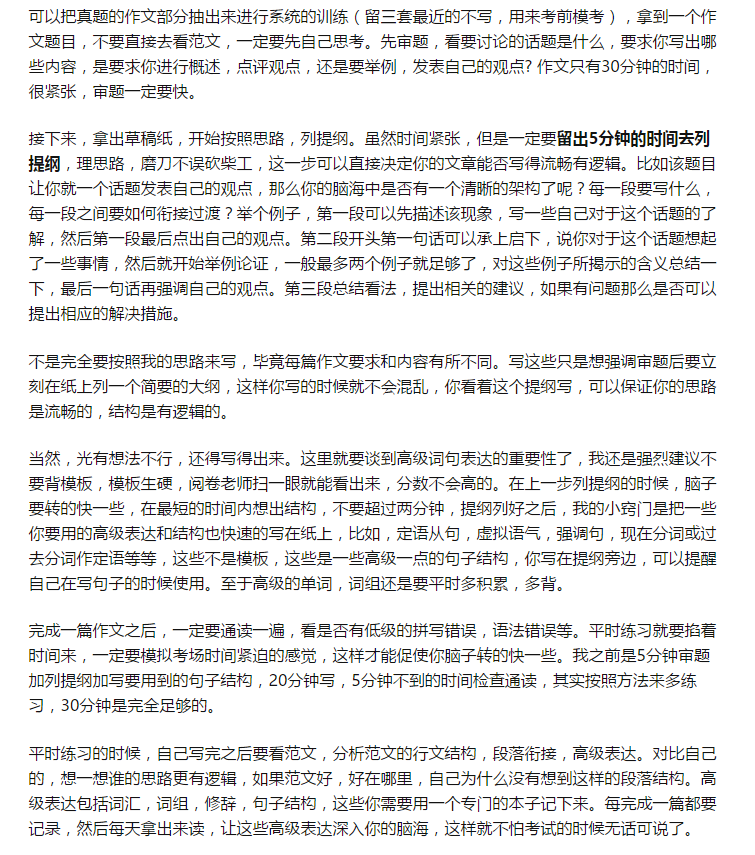 可以把真题的作文部分抽出来进行系统的训练（留三套最近的不写，用来考前模考），拿到一个作
文题目，不要直接去看范文，一定要先自己思考。先审题，看要讨论的话题是什么，要求你写出哪
些内容，是要求你进行概述，点评观点，还是要举例，发表自己的观点? 作文只有30分钟的时间，
很紧张，审题一定要快。
接下来，拿出草稿纸，开始按照思路，列提纲。虽然时间紧张，但是一定要留出5分钟的时间去列
提纲，理思路，磨刀不误砍柴工，这一步可以直接决定你的文章能否写得流畅有逻辑。比如该题目
让你就一个话题发表自己的观点，那么你的脑海中是否有一个清晰的架构了呢？每一段要写什么，
每一段之间要如何衔接过渡？举个例子，第一段可以先描述该现象，写一些自己对于这个话题的了
解，然后第一段最后点出自己的观点。第二段开头第一句话可以承上启下，说你对于这个话题想起
了一些事情，然后就开始举例论证，一般最多两个例子就足够了，对这些例子所揭示的含义总结一
下，最后一句话再强调自己的观点。第三段总结看法，提出相关的建议，如果有问题那么是否可以
提出相应的解决措施。
不是完全要按照我的思路来写，毕竟每篇作文要求和内容有所不同。写这些只是想强调审题后要立
刻在纸上列一个简要的大纲，这样你写的时候就不会混乱，你看着这个提纲写，可以保证你的思路
是流畅的，结构是有逻辑的。
当然，光有想法不行，还得写得出来。这里就要谈到高级词句表达的重要性了，我还是强烈建议不
要背模板，模板生硬，阅卷老师扫一眼就能看出来，分数不会高的。在上一步列提纲的时候，脑子
要转的快一些，在最短的时间内想出结构，不要超过两分钟，提纲列好之后，我的小窍门是把一些
你要用的高级表达和结构也快速的写在纸上，比如，定语从句，虚拟语气，强调句，现在分词或过
去分词作定语等等，这些不是模板，这些是一些高级一点的句子结构，你写在提纲旁边，可以提醒
自己在写句子的时候使用。至于高级的单词，词组还是要平时多积累，多背。
完成一篇作文之后，一定要通读一遍，看是否有低级的拼写错误，语法错误等。平时练习就要掐着
时间来，一定要模拟考场时间紧迫的感觉，这样才能促使你脑子转的快一些。我之前是5分钟审题
加列提纲加写要用到的句子结构，20分钟写，5分钟不到的时间检查通读，其实按照方法来多练
习，30分钟是完全足够的。
平时练习的时候，自己写完之后要看范文，分析范文的行文结构，段落衔接，高级表达。对比自己
的，想一想谁的思路更有逻辑，如果范文好，好在哪里，自己为什么没有想到这样的段落结构。高
级表达包括词汇，词组，修辞，句子结构，这些你需要用一个专门的本子记下来。每完成一篇都要
记录，然后每天拿出来读，让这些高级表达深入你的脑海，这样就不怕考试的时候无话可说了。